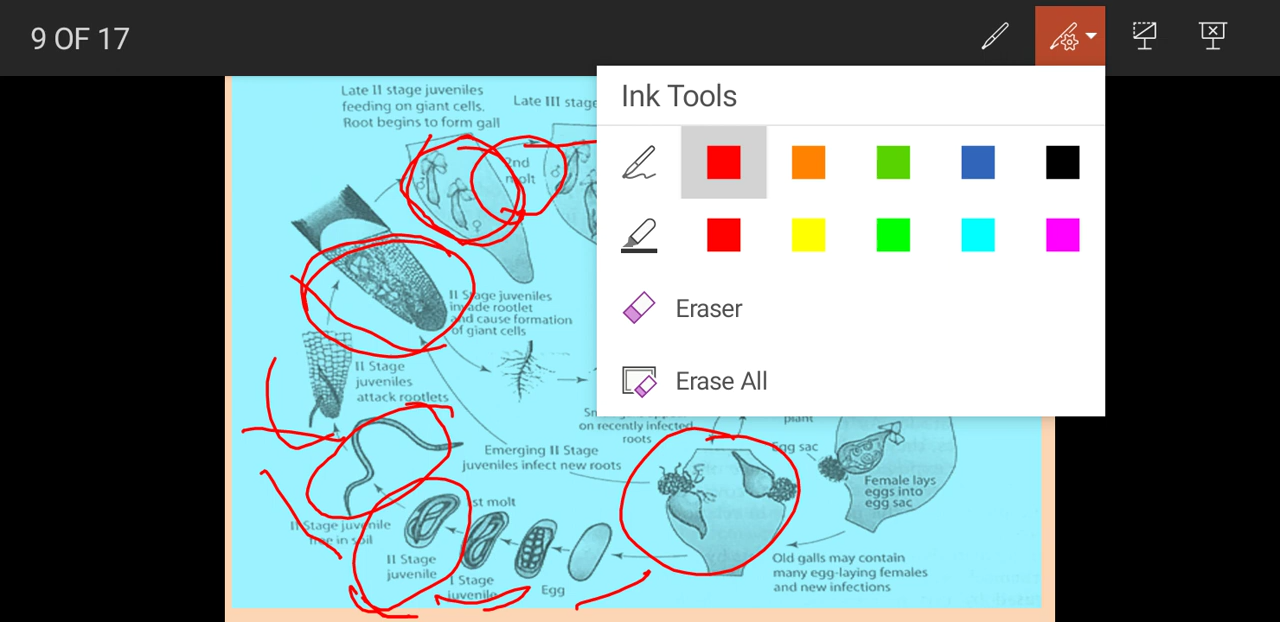 9 OF 17
Ink Tools
Eraser
Erase All
Late II stage juveniles
feeding on giant cells.
Root begins to form gall
Late III stage
2nd
molt
II Stage juveniles
invade rootlet
and cause formation
of giant cells
II Stage
juveniles
attack rootlets
on recently infected
roots
plant
Egg sac
Emerging II Stage
juveniles infect new roots
Female lays
eggs into
egg sac
1st molt
II Stage juvenile
free in soil
II Stage
juvenile
I Stage
juvenile
Egg
Old galls may contain
many egg-laying females
and new infections